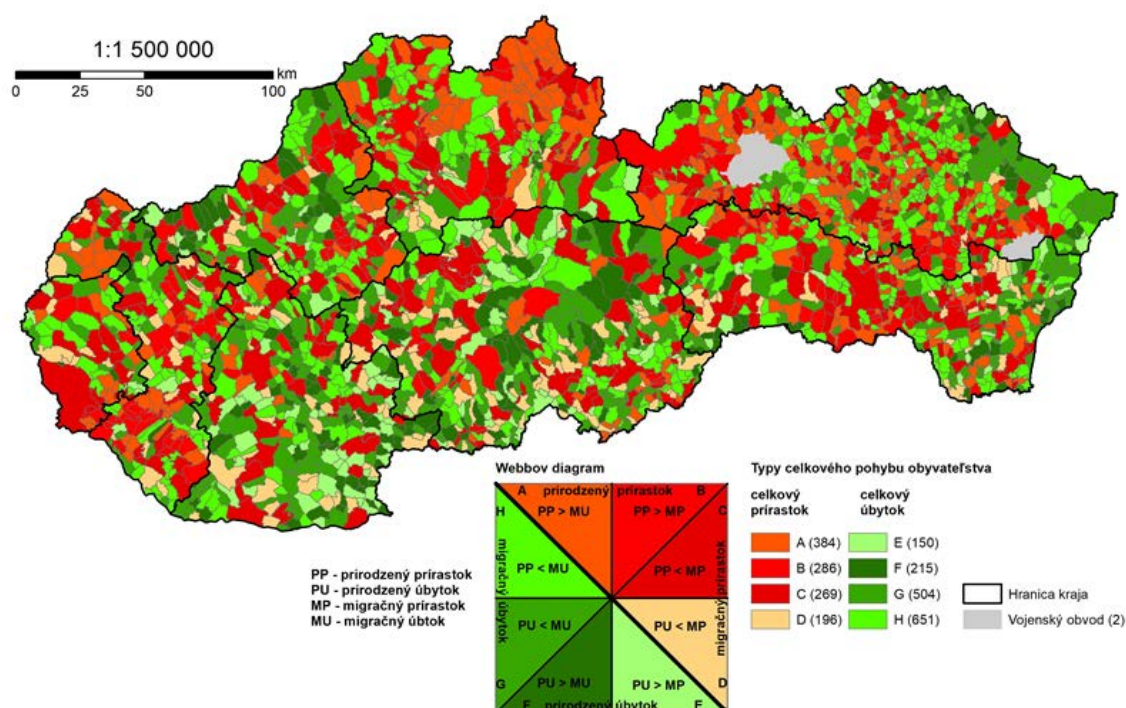 1:1 500 000
km
0 25 50 100
Webbov diagram
A prirodzený prírastok B
H PP > MU PP > MP C
migračný úbytok
PP < MU PP < MP
migračný prírastok
PU < MU PU < MP
G PU > MU PU > MP D
F prirodzený úbytok E
PP - prirodzený prírastok
PU - prirodzený úbytok
MP - migračný prírastok
MU - migračný úbtok
Typy celkového pohybu obyvateľstva
celkový prírastok
A (384)
B (286)
C (269)
D (196)
celkový úbytok
E (150)
F (215)
G (504)
H (651)
Hranica kraja
Vojenský obvod (2)